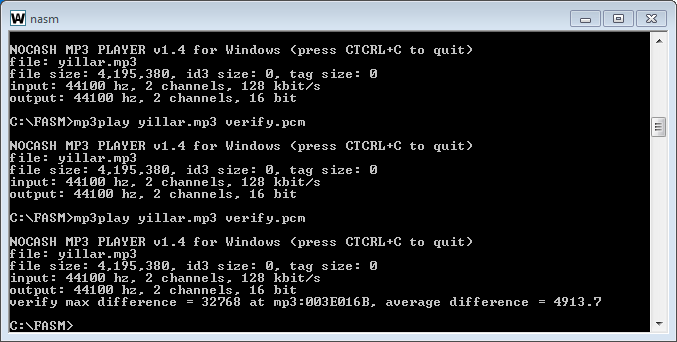 nasm
NOCASH MP3 PLAYER v1.4 for Windows (press CTCRL+C to quit)
file: yillar.mp3
file size: 4,195,380, id3 size: 0, tag size: 0
input: 44100 hz, 2 channels, 128 kbit/s
output: 44100 hz, 2 channels, 16 bit
C:\FASM>mp3play yillar.mp3 verify.pcm
NOCASH MP3 PLAYER v1.4 for Windows (press CTCRL+C to quit)
file: yillar.mp3
file size: 4,195,380, id3 size: 0, tag size: 0
input: 44100 hz, 2 channels, 128 kbit/s
output: 44100 hz, 2 channels, 16 bit
C:\FASM>mp3play yillar.mp3 verify.pcm
NOCASH MP3 PLAYER v1.4 for Windows (press CTCRL+C to quit)
file: yillar.mp3
file size: 4,195,380, id3 size: 0, tag size: 0
input: 44100 hz, 2 channels, 128 kbit/s
output: 44100 hz, 2 channels, 16 bit
verify max difference = 32768 at mp3:003E016B, average difference = 4913.7
C:\FASM>